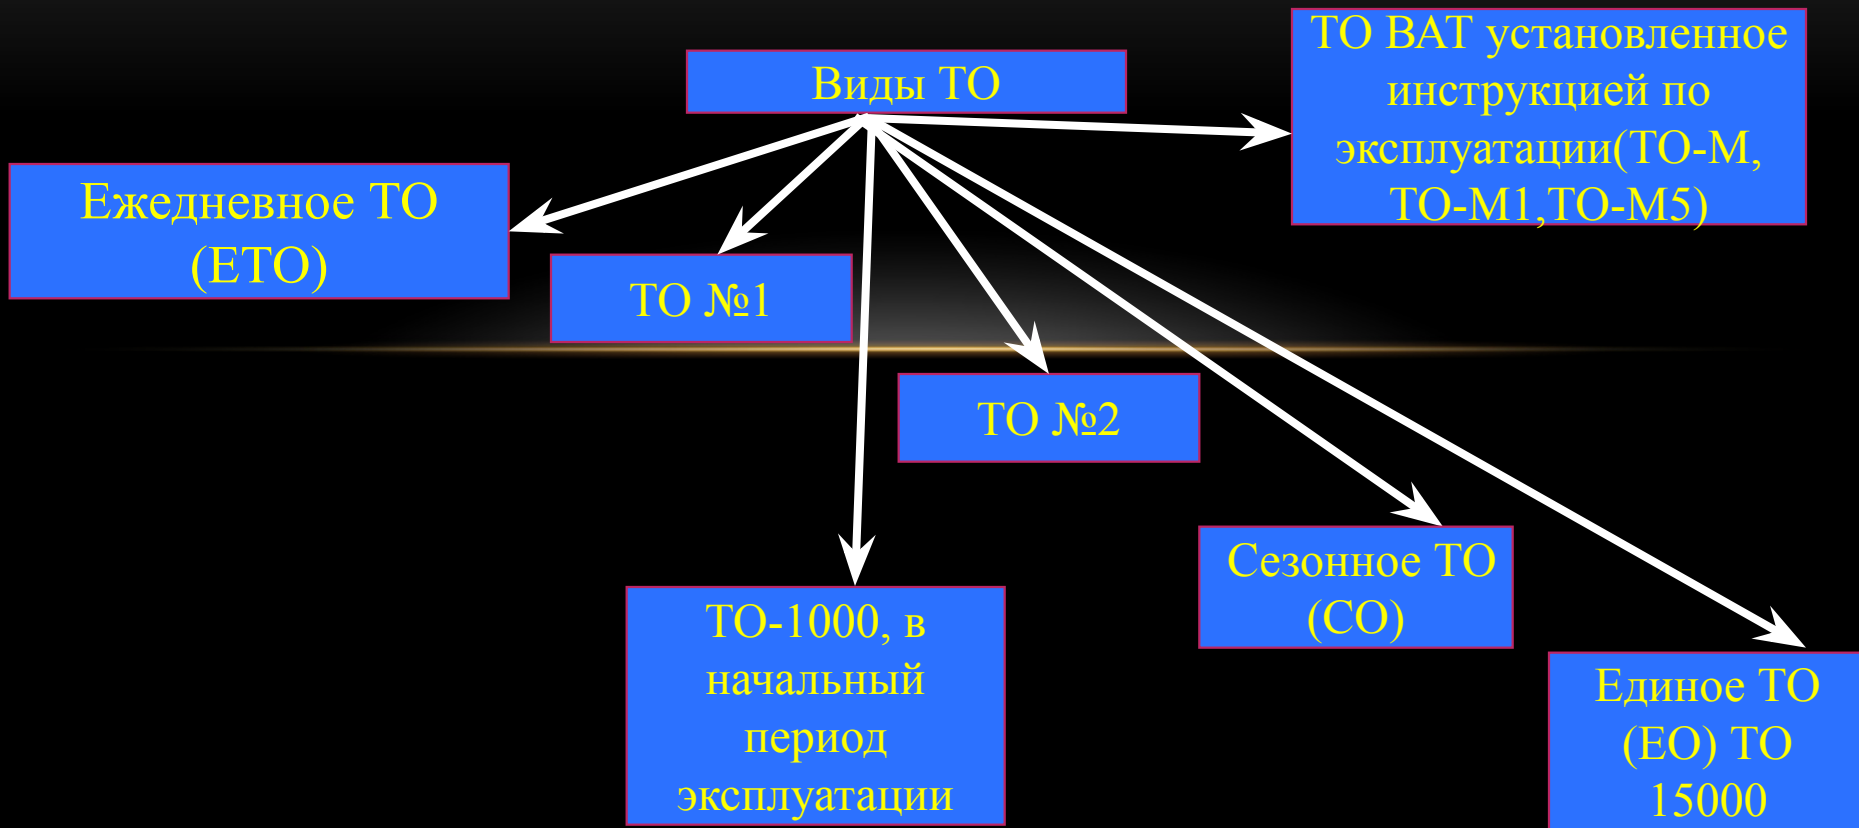 Виды ТО
ТО ВАТ установленное
инструкцией по
эксплуатации(ТО-М,
ТО-М1,ТО-М5)
Ежедневное ТО
(ЕТО)
ТО №1
ТО №2
ТО-1000, в
начальный
период
эксплуатации
Сезонное ТО
(СО)
Единое ТО
(ЕО) ТО
15000